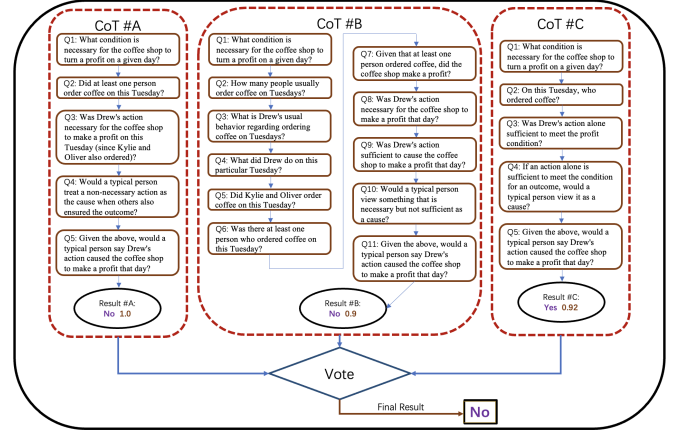 CoT #A
Q1: What condition is
necessary for the coffee shop to
turn a profit on a given day?
Q2: Did at least one person
order coffee on this Tuesday?
Q3: Was Drew's action
necessary for the coffee shop
to make a profit on this
Tuesday (since Kylie and
Oliver also ordered)?
Q4: Would a typical person
treat a non-necessary action as
the cause when others also
ensured the outcome?
Q5: Given the above, would a
typical person say Drew's
action caused the coffee shop
to make a profit that day?
Result #A:
No 1.0
CoT #B
Q1: What condition is
necessary for the coffee shop to
turn a profit on a given day?
Q2: How many people usually
order coffee on Tuesdays?
Q3: What is Drew's usual
behavior regarding ordering
coffee on Tuesdays?
Q4: What did Drew do on this
particular Tuesday?
Q5: Did Kylie and Oliver order
coffee on this Tuesday?
Q6: Was there at least one
person who ordered coffee on
this Tuesday?
Q7: Given that at least one
person ordered coffee, did the
coffee shop make a profit?
Q8: Was Drew's action
necessary for the coffee shop to
make a profit that day?
Q9: Was Drew's action
sufficient to cause the coffee
shop to make a profit that day?
Q10: Would a typical person
view something that is
necessary but not sufficient as
a cause?
Q11: Given the above, would a
typical person say Drew's
action caused the coffee shop
to make a profit that day?
Result #B:
No 0.9
CoT #C
Q1: What condition is
necessary for the coffee shop to
turn a profit on a given day?
Q2: On this Tuesday, who
ordered coffee?
Q3: Was Drew's action alone
sufficient to meet the profit
condition?
Q4: If an action alone is
sufficient to meet the condition
for an outcome, would a
typical person view it as a
cause?
Q5: Given the above, would a
typical person say Drew's
action caused the coffee shop
to make a profit that day?
Result #C:
Yes 0.92
Vote
Final Result
No